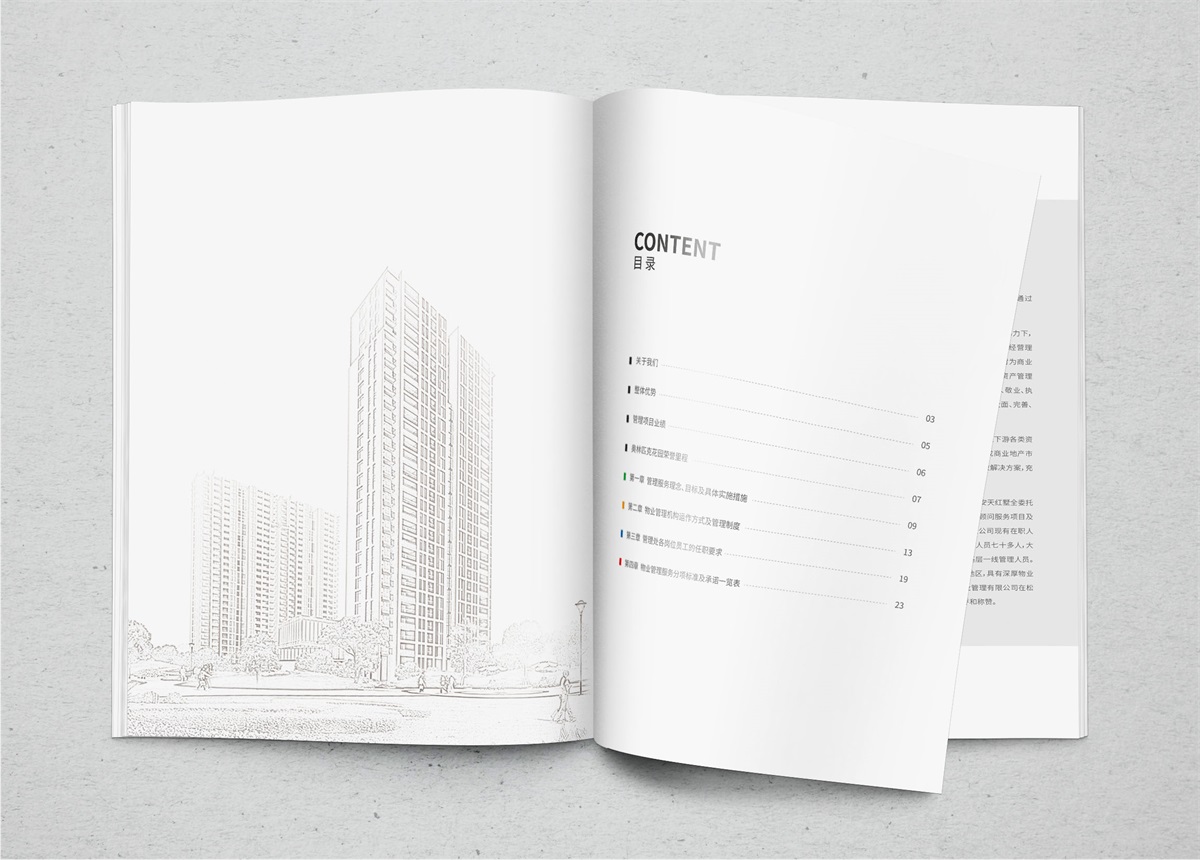 CONTENT
目录
关于我们 03
整体优势 05
管理项目业绩 06
美林匹克花园荣誉里程 07
第一章 管理服务理念、目标及具体实施措施 09
第二章 物业管理机构运作方式及管理制度 13
第三章 管理处各岗位员工的任职要求 19
第四章 物业管理服务分项标准及承诺一览表 23
通过
力下，
经营理
为商业
资产管理
敬业、执
面、完善、
下游各类资
商业地产市
解决方案，充
安天红墅全委托
顾问服务项目及
公司现有在职人
人员七十多人，大
层一线管理人员。
地区，具有深厚物业
管理有限公司在松
和称赞。